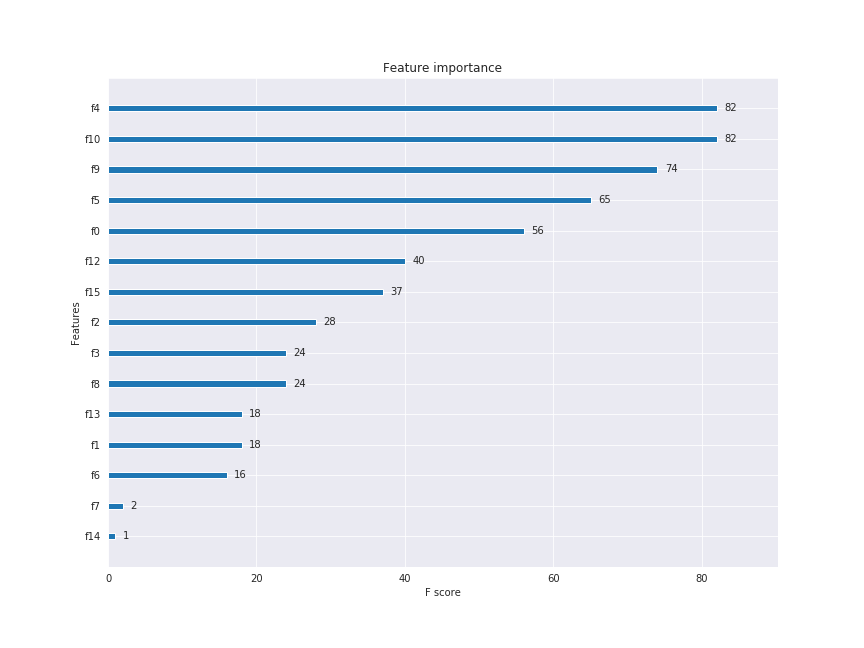 Feature importance
f4 82
f10 82
f9 74
f5 65
f0 56
f12 40
f15 37
f2 28
f3 24
f8 24
f13 18
f1 18
f6 16
f7 2
f14 1
Features
0 20 40 60 80
F score